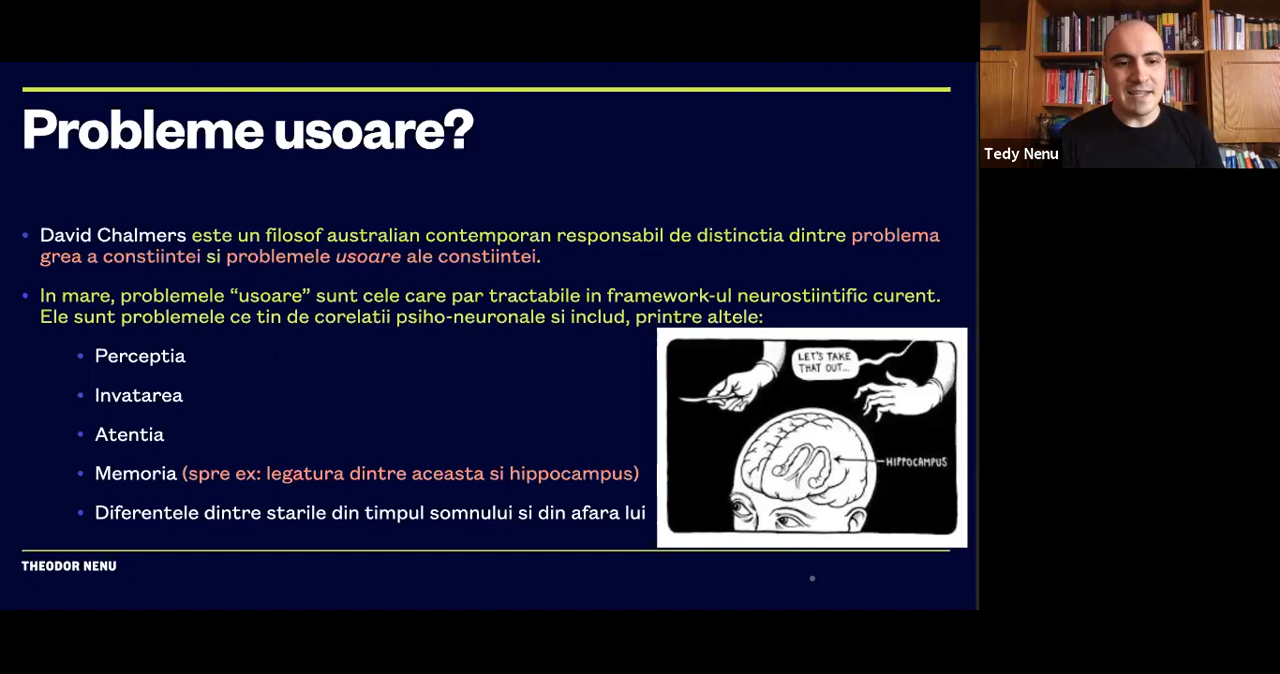 Probleme usoare?
David Chalmers este un filosof australian contemporan responsabil de distinctia dintre problema
grea a constiintei si problemele usoare ale constiintei.
In mare, problemele “usoare” sunt cele care par tractabile in framework-ul neurostiintific curent.
Ele sunt problemele ce tin de corelatii psiho-neuronale si includ, printre altele:
Perceptia
Invatarea
Atentia
Memoria (spre ex: legatura dintre aceasta si hippocampus)
Diferentele dintre starile din timpul somnului si din afara lui
LET'S TAKE
THAT OUT...
HIPPOCAMPUS
THEODOR NENU
Tedy Nenu